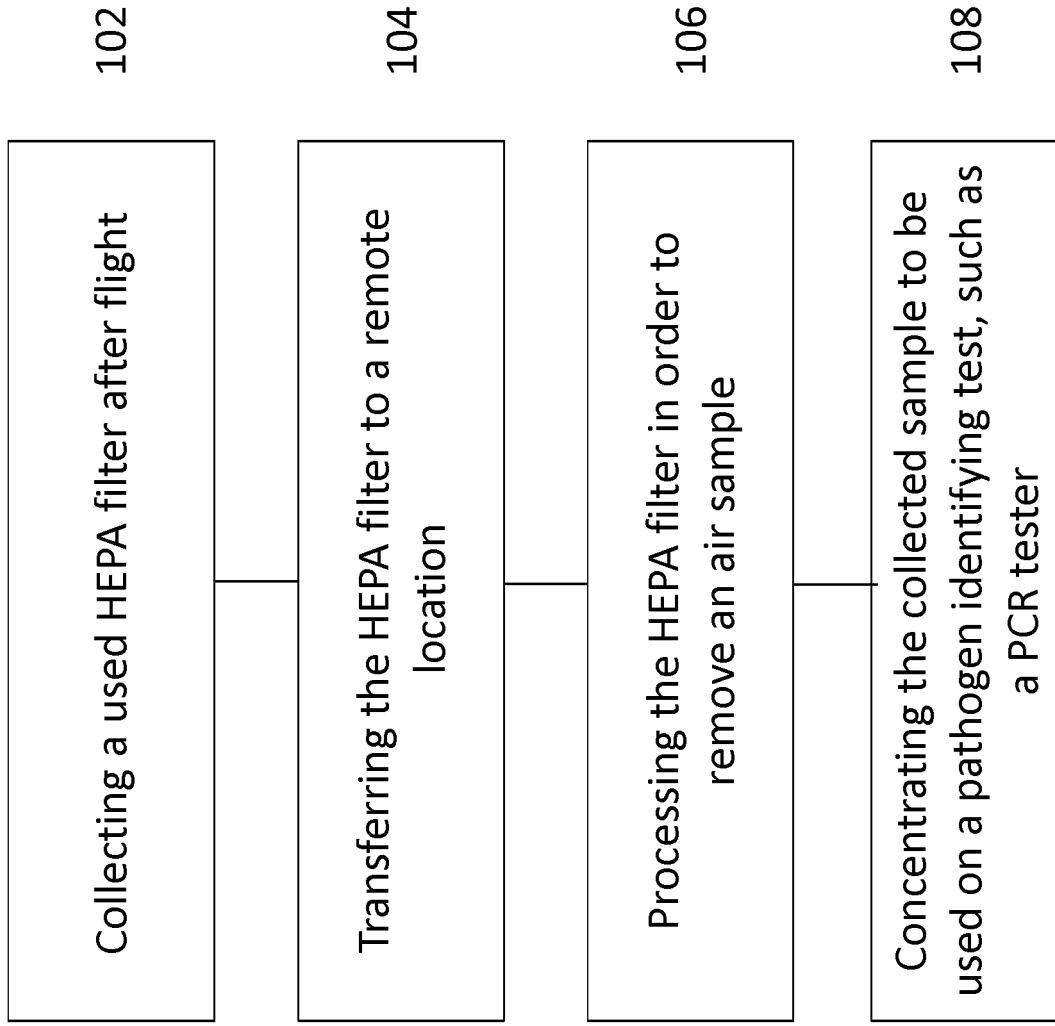 Collecting a used HEPA filter after flight
102
Transferring the HEPA filter to a remote
location
104
Processing the HEPA filter in order to
remove an air sample
106
Concentrating the collected sample to be
used on a pathogen identifying test, such as
a PCR tester
108